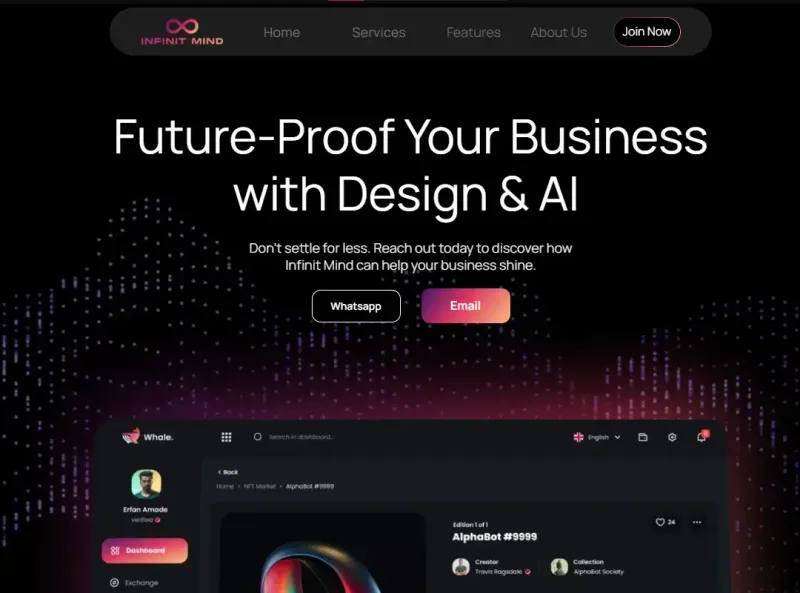 INFINIT MIND
Home Services Features About Us Join Now
Future-Proof Your Business
with Design & AI
Don't settle for less. Reach out today to discover how
Infinit Mind can help your business shine.
Whatsapp Email
Whale. Search in dashboard... English
Back
Home NFT Market AlphaBot #9999
Erfan Amade
verified
Edition 1 of 1
24
AlphaBot #9999
Dashboard
Creator Collection
Travis Ragsdale AlphaBot Society
Exchange